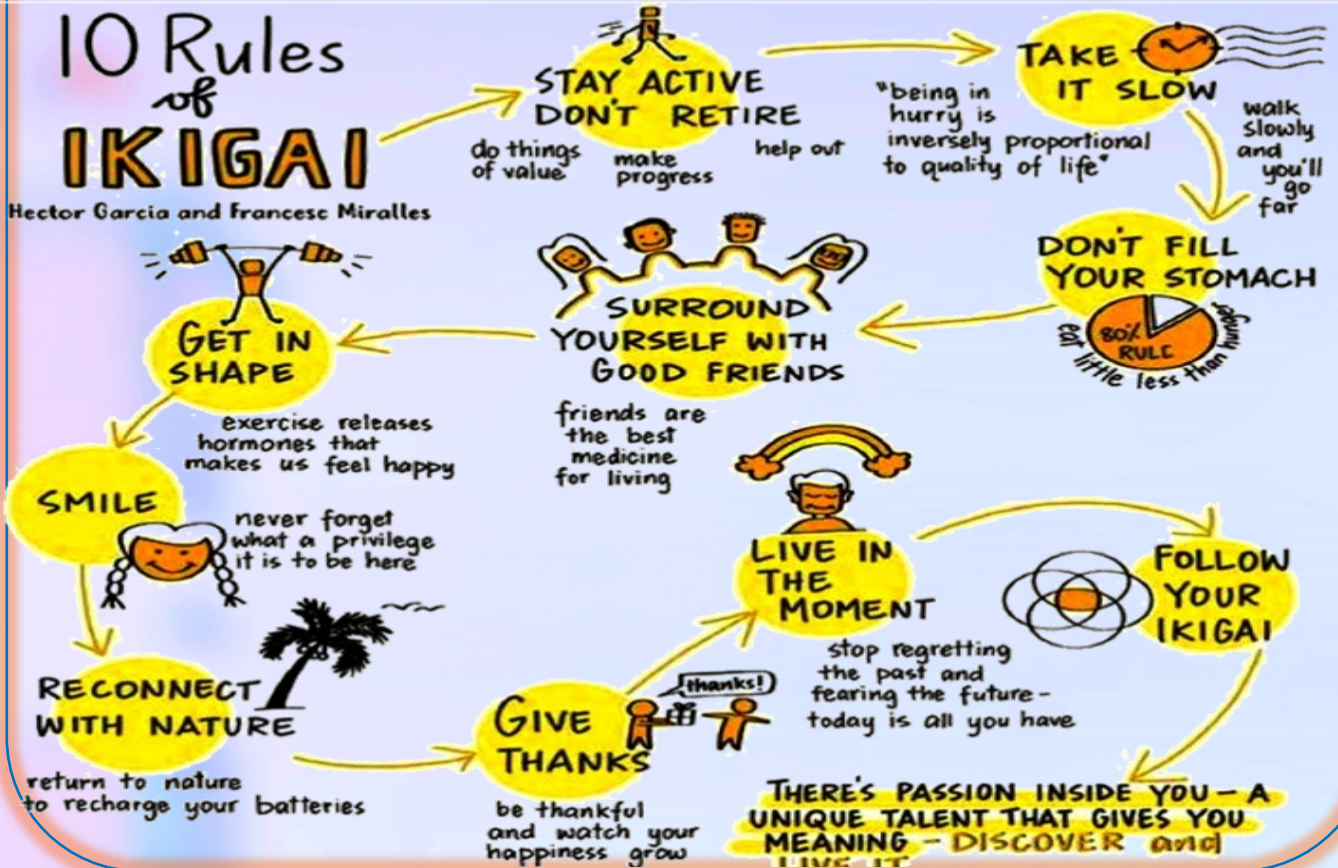 10 Rules
of
IKIGAI
Hector Garcia and Francesc Miralles
STAY ACTIVE
DON'T RETIRE
do things
of value
make
progress
help out
TAKE
IT SLOW
"being in
hurry is
inversely proportional
to quality of life"
walk
slowly
and
you'll
go
far
DON'T FILL
YOUR STOMACH
80%
RULE
eat little less than hunger
SURROUND
YOURSELF WITH
GOOD FRIENDS
friends are
the best
medicine
for living
GET IN
SHAPE
exercise releases
hormones that
makes us feel happy
SMILE
never forget
what a privilege
it is to be here
RECONNECT
WITH NATURE
return to nature
to recharge your batteries
GIVE
THANKS
thanks!
be thankful
and watch your
happiness grow
LIVE IN
THE
MOMENT
stop regretting
the past and
fearing the future-
today is all you have
FOLLOW
YOUR
IKIGAI
THERE'S PASSION INSIDE YOU - A
UNIQUE TALENT THAT GIVES YOU
MEANING - DISCOVER and
LIVE IT